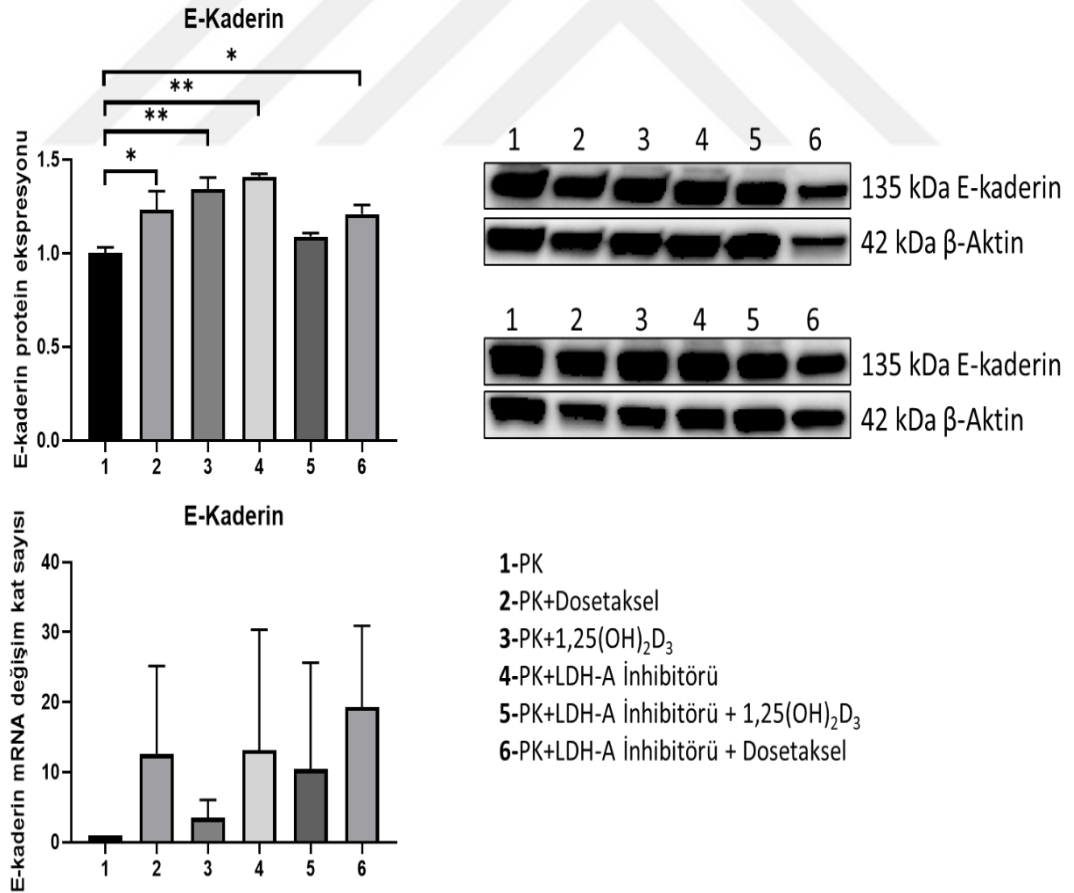 E-Kaderin
*
**
**
*
E-kaderin protein ekspresyonu
1.5
1.0
0.5
0.0
1 2 3 4 5 6
1 2 3 4 5 6
135 kDa E-kaderin
42 kDa β-Aktin
1 2 3 4 5 6
135 kDa E-kaderin
42 kDa β-Aktin
E-Kaderin
E-kaderin mRNA değişim kat sayısı
40
30
20
10
0
1 2 3 4 5 6
1-PK
2-PK+Dosetaksel
3-PK+1,25(OH)₂D₃
4-PK+LDH-A İnhibitörü
5-PK+LDH-A İnhibitörü + 1,25(OH)₂D₃
6-PK+LDH-A İnhibitörü + Dosetaksel